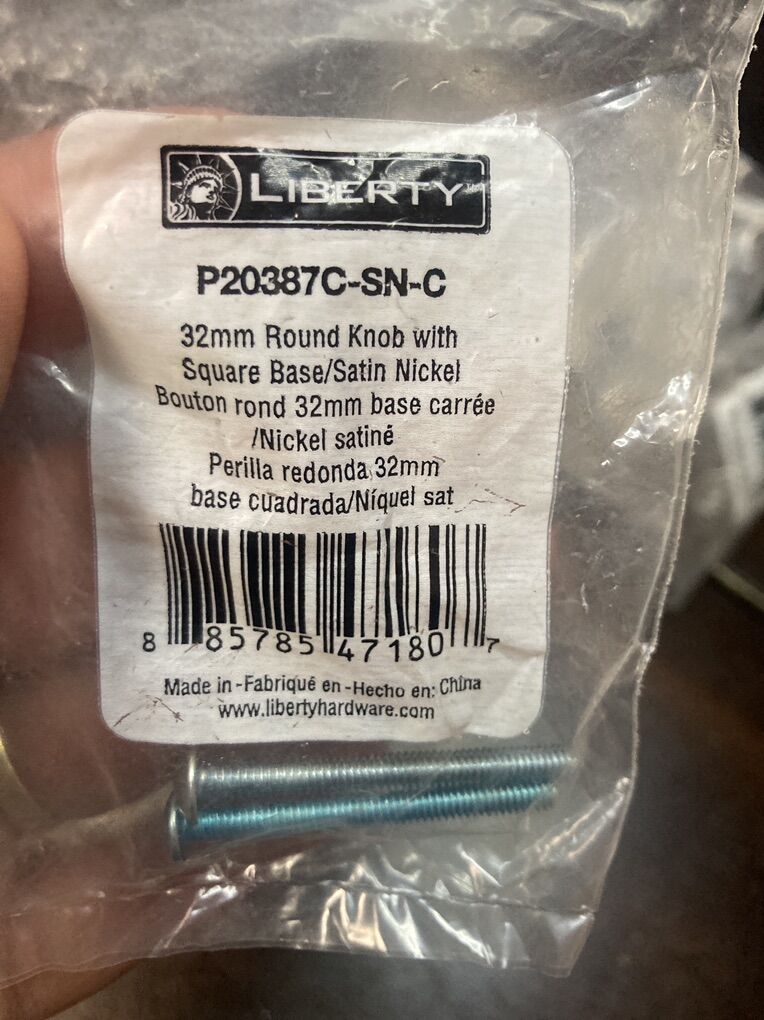 LIBERTY
P20387C-SN-C
32mm Round Knob with
Square Base/Satin Nickel
Bouton rond 32mm base carrée
/Nickel satiné
Perilla redonda 32mm
base cuadrada/Níquel sat
8 85785 47180 7
Made in-Fabriqué en-Hecho en: China
www.libertyhardware.com